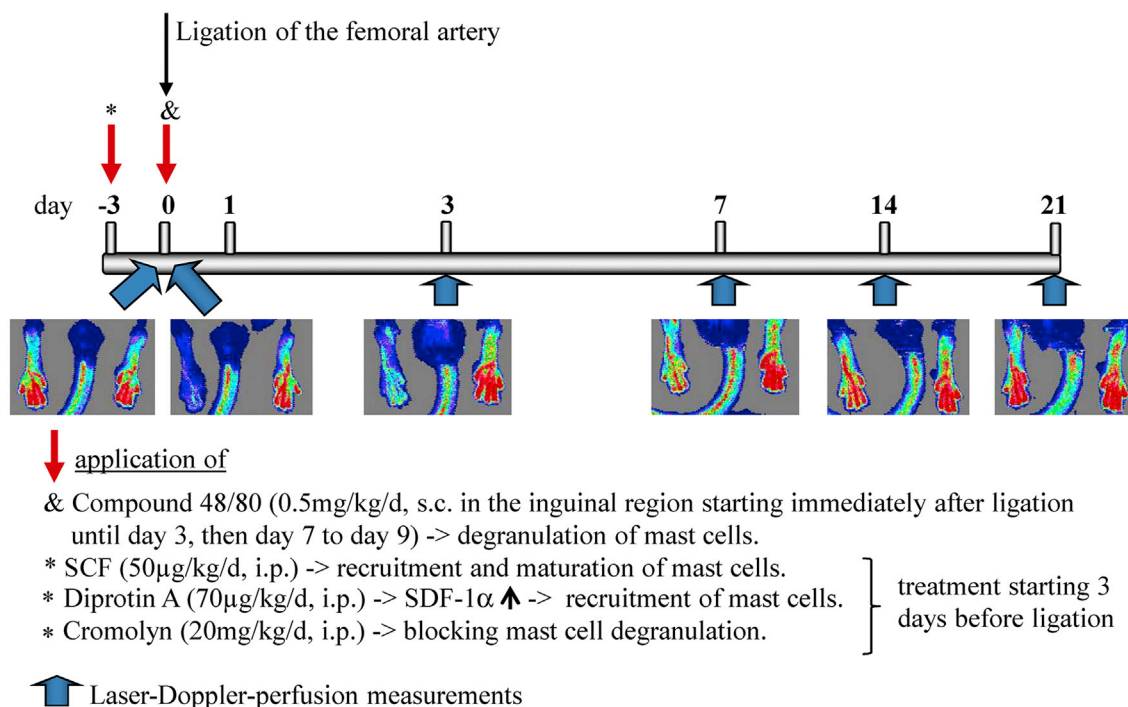 Ligation of the femoral artery
* &
day -3 0 1 3 7 14 21
application of
& Compound 48/80 (0.5mg/kg/d, s.c. in the inguinal region starting immediately after ligation
until day 3, then day 7 to day 9) -> degranulation of mast cells.
* SCF (50µg/kg/d, i.p.) -> recruitment and maturation of mast cells.
* Diprotin A (70µg/kg/d, i.p.) -> SDF-1α ↑ -> recruitment of mast cells.
* Cromolyn (20mg/kg/d, i.p.) -> blocking mast cell degranulation.
treatment starting 3
days before ligation
Laser-Doppler-perfusion measurements